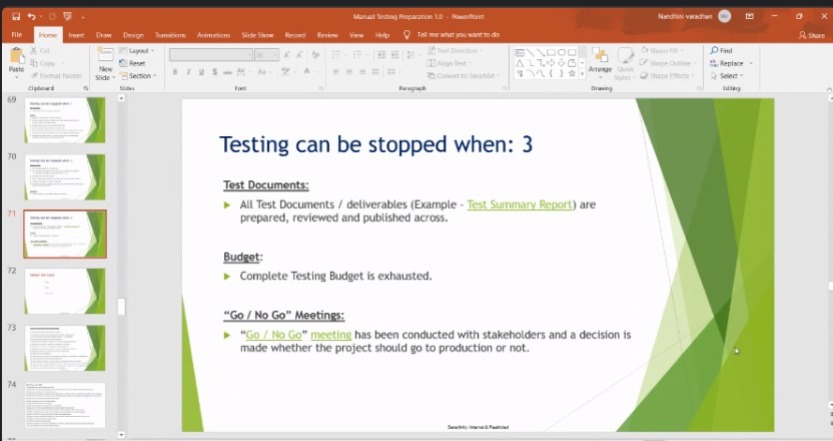 Manual Testing Preparation 1.0 - PowerPoint
Nandhini varadhan
File Home Insert Draw Design Transitions Animations Slide Show Record Review View Help Tell me what you want to do
Share
Paste
Cut
Copy
Format Painter
Clipboard
New
Slide
Layout
Reset
Section
Slides
B I U S
Aa
Font
Text Direction
Align Text
Convert to SmartArt
Paragraph
Arrange
Quick
Styles
Shape Fill
Shape Outline
Shape Effects
Drawing
Find
Replace
Select
Editing
69
70
71
72
73
74
Testing can be stopped when: 3
Test Documents:
All Test Documents / deliverables (Example - Test Summary Report) are
prepared, reviewed and published across.
Budget:
Complete Testing Budget is exhausted.
“Go / No Go” Meetings:
“Go / No Go” meeting has been conducted with stakeholders and a decision is
made whether the project should go to production or not.
Sensitivity: Internal & Restricted